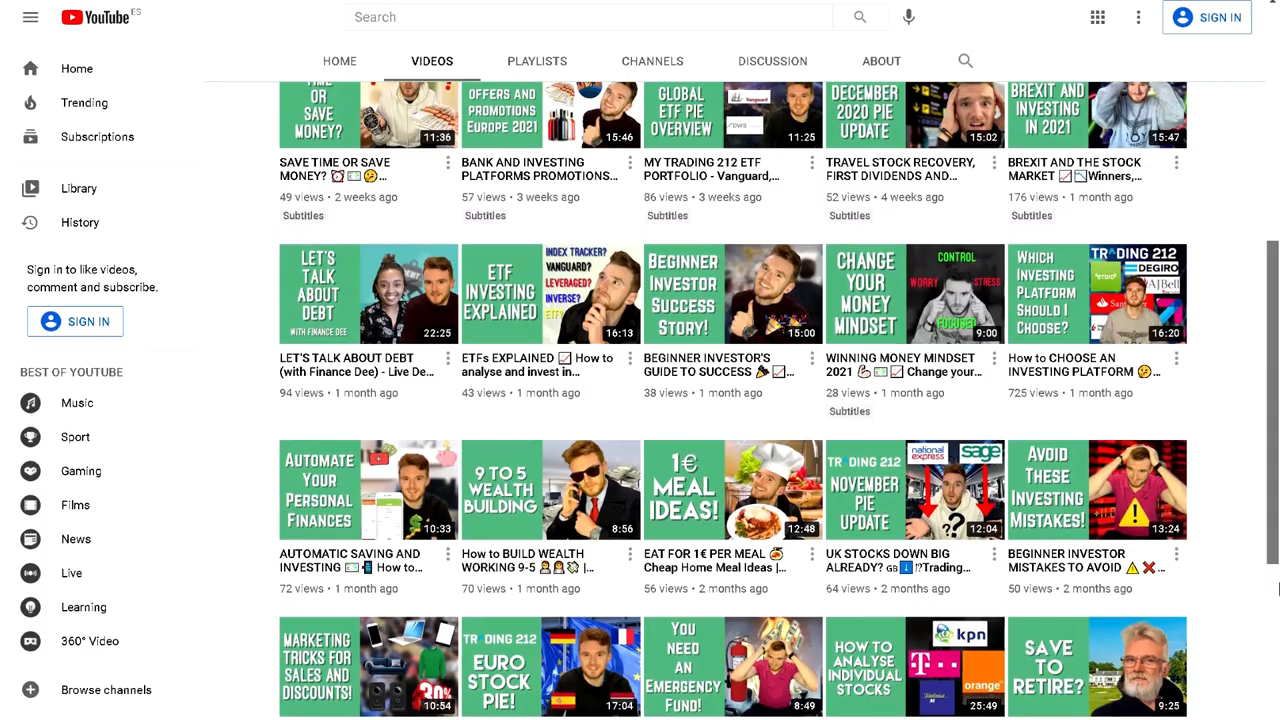 YouTube ES
Search
SIGN IN
HOME
VIDEOS
PLAYLISTS
CHANNELS
DISCUSSION
ABOUT
Home
Trending
Subscriptions
Library
History
Sign in to like videos,
comment and subscribe.
SIGN IN
BEST OF YOUTUBE
Music
Sport
Gaming
Films
News
Live
Learning
360° Video
Browse channels
TIME
OR
SAVE
MONEY?
11:36
SAVE TIME OR SAVE
MONEY? ⏰💵🤔...
49 views • 2 weeks ago
Subtitles
OFFERS AND
PROMOTIONS
EUROPE 2021
15:46
BANK AND INVESTING
PLATFORMS PROMOTIONS...
57 views • 3 weeks ago
Subtitles
GLOBAL
ETF PIE
OVERVIEW
Vanguard
11:25
MY TRADING 212 ETF
PORTFOLIO - Vanguard,...
86 views • 3 weeks ago
Subtitles
DECEMBER
2020 PIE
UPDATE
15:02
TRAVEL STOCK RECOVERY,
FIRST DIVIDENDS AND...
52 views • 4 weeks ago
Subtitles
BREXIT AND
INVESTING
IN 2021
15:47
BREXIT AND THE STOCK
MARKET 📈📉Winners,...
176 views • 1 month ago
Subtitles
LET'S
TALK
ABOUT
DEBT
WITH FINANCE DEE
22:25
LET'S TALK ABOUT DEBT
(with Finance Dee) - Live De...
94 views • 1 month ago
ETF
INVESTING
EXPLAINED
INDEX TRACKER?
VANGUARD?
LEVERAGED?
INVERSE?
16:13
ETFs EXPLAINED 📈 How to
analyse and invest in...
43 views • 1 month ago
BEGINNER
INVESTOR
SUCCESS
STORY!
15:00
BEGINNER INVESTOR'S
GUIDE TO SUCCESS 🎉📈...
38 views • 1 month ago
CHANGE
YOUR
MONEY
MINDSET
CONTROL
WORRY
STRESS
FOCUSED
9:00
WINNING MONEY MINDSET
2021 💪💵📈 Change your...
28 views • 1 month ago
Subtitles
WHICH
INVESTING
PLATFORM
SHOULD I
CHOOSE?
TRADING 212
eToro
DEGIRO
AJBell
16:20
How to CHOOSE AN
INVESTING PLATFORM 🤔...
725 views • 1 month ago
AUTOMATE
YOUR
PERSONAL
FINANCES
10:33
AUTOMATIC SAVING AND
INVESTING 💵📲 How to...
72 views • 1 month ago
9 TO 5
WEALTH
BUILDING
8:56
How to BUILD WEALTH
WORKING 9-5 👨‍💼👩‍💼💸 |...
70 views • 1 month ago
1€
MEAL
IDEAS!
12:48
EAT FOR 1€ PER MEAL 🍝
Cheap Home Meal Ideas |...
56 views • 2 months ago
TRADING 212
NOVEMBER
PIE
UPDATE
national
express
sage
??
12:04
UK STOCKS DOWN BIG
ALREADY? GB⬇️⁉Trading...
64 views • 2 months ago
AVOID
THESE
INVESTING
MISTAKES!
13:24
BEGINNER INVESTOR
MISTAKES TO AVOID ⚠️❌...
50 views • 2 months ago
MARKETING
TRICKS FOR
SALES AND
DISCOUNTS!
10:54
TRADING 212
EURO
STOCK
PIE!
17:04
YOU
NEED
AN
EMERGENCY
FUND!
8:49
HOW TO
ANALYSE
INDIVIDUAL
STOCKS
kpn
T
orange
25:49
SAVE
TO
RETIRE?
9:25